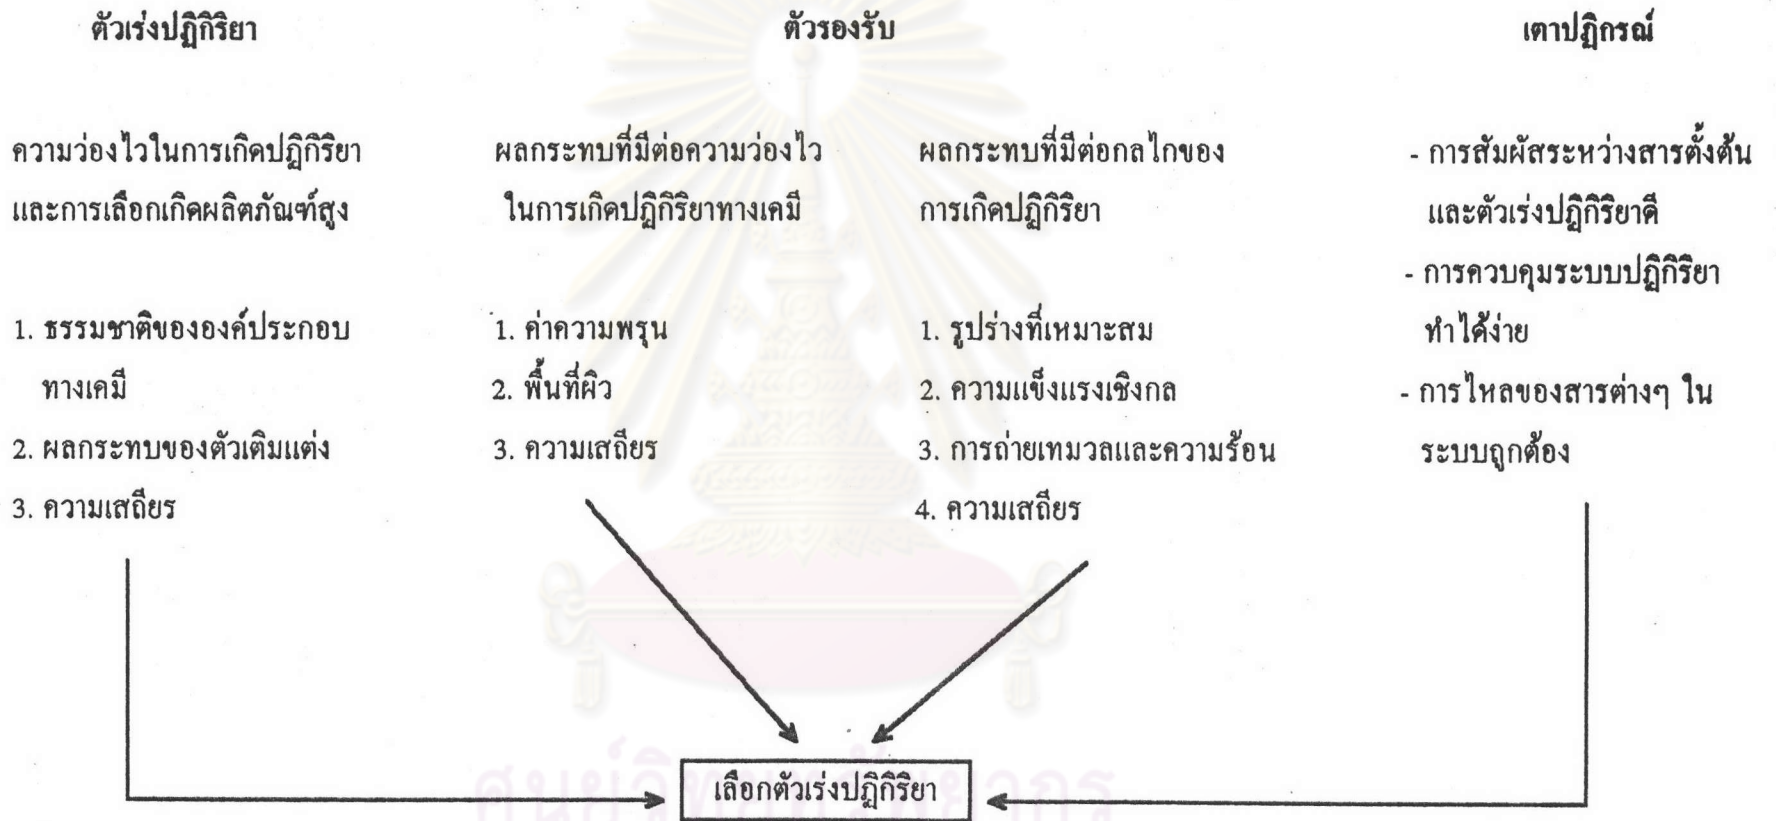 ตัวเร่งปฏิกิริยา
ตัวรองรับ
เตาปฏิกรณ์
ความว่องไวในการเกิดปฏิกิริยา
และการเลือกเกิดผลิตภัณฑ์สูง
1. ธรรมชาติขององค์ประกอบ
ทางเคมี
2. ผลกระทบของตัวเติมแต่ง
3. ความเสถียร
ผลกระทบที่มีต่อความว่องไว
ในการเกิดปฏิกิริยาทางเคมี
1. ค่าความพรุน
2. พื้นที่ผิว
3. ความเสถียร
ผลกระทบที่มีต่อกลไกของ
การเกิดปฏิกิริยา
1. รูปร่างที่เหมาะสม
2. ความแข็งแรงเชิงกล
3. การถ่ายเทมวลและความร้อน
4. ความเสถียร
- การสัมผัสระหว่างสารตั้งต้น
และตัวเร่งปฏิกิริยาดี
- การควบคุมระบบปฏิกิริยา
ทำได้ง่าย
- การไหลของสารต่างๆ ใน
ระบบถูกต้อง
เลือกตัวเร่งปฏิกิริยา
ศูนย์วิทยทรัพยากร